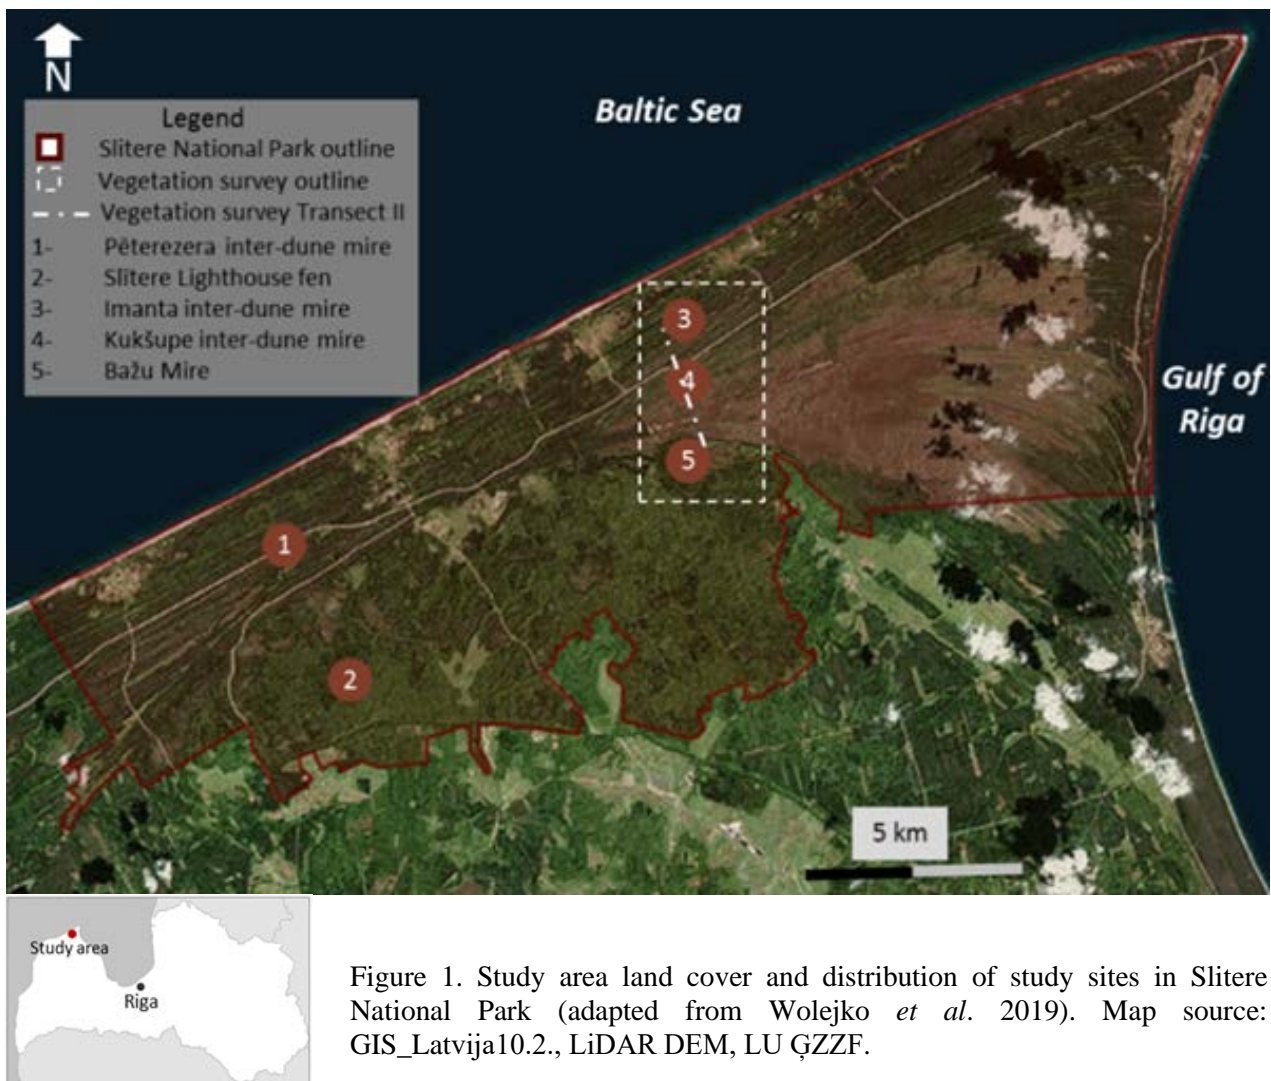 N
Baltic Sea
Legend
Slitere National Park outline
Vegetation survey outline
Vegetation survey Transect II
1- Pēterezera inter-dune mire
2- Slītere Lighthouse fen
3- Imanta inter-dune mire
4- Kukšupe inter-dune mire
5- Bažu Mire
3
4
5
Gulf of
Riga
1
2
5 km
Study area
Riga
Figure 1. Study area land cover and distribution of study sites in Slitere
National Park (adapted from Wolejko et al. 2019). Map source:
GIS_Latvija10.2., LiDAR DEM, LU ĢZZF.